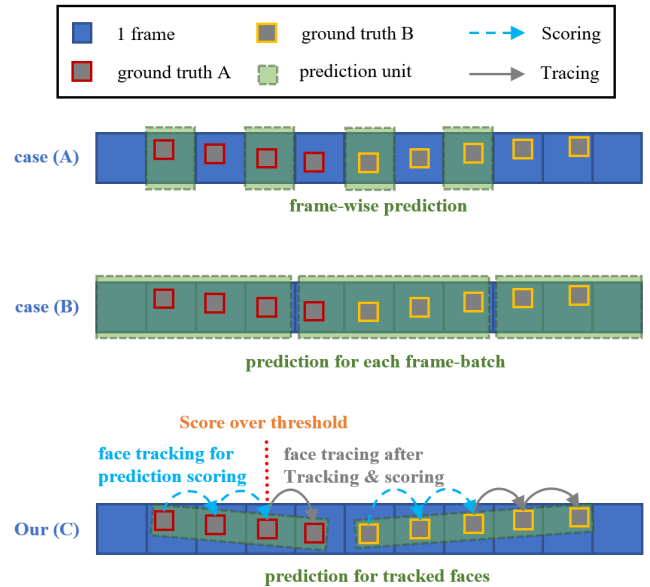 1 frame
ground truth B
Scoring
ground truth A
prediction unit
Tracing
case (A)
frame-wise prediction
case (B)
prediction for each frame-batch
Score over threshold
face tracking for
prediction scoring
face tracing after
Tracking & scoring
Our (C)
prediction for tracked faces